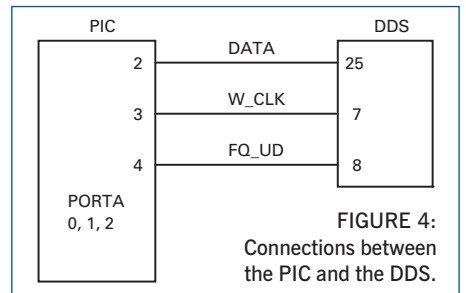 PIC
DDS
DATA
2
25
W_CLK
3
7
FQ_UD
4
8
PORTA
0, 1, 2
FIGURE 4:
Connections between
the PIC and the DDS.